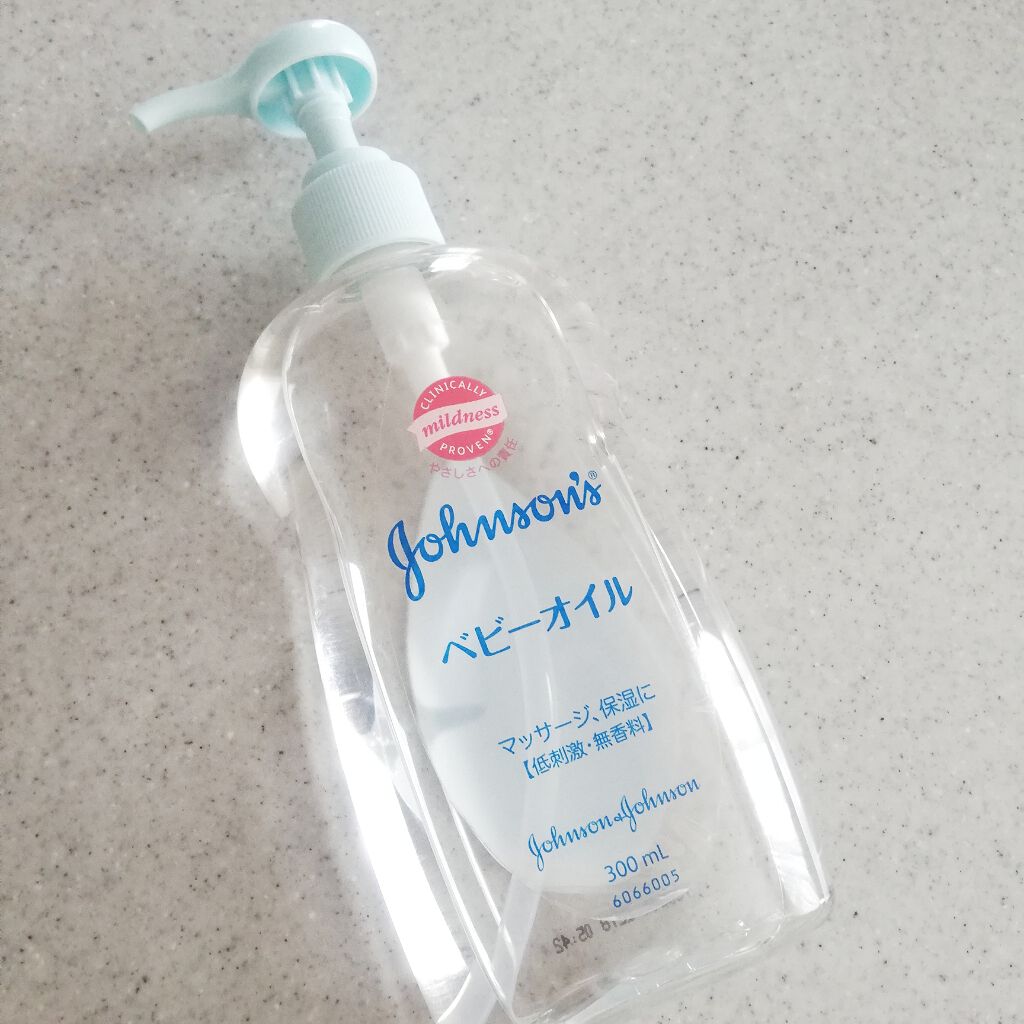 CLINICALLY
mildness
PROVEN®
やさしさへの責任
Johnson's®
ベビーオイル
マッサージ、保湿に
【低刺激・無香料】
Johnson & Johnson
300 mL
6066005